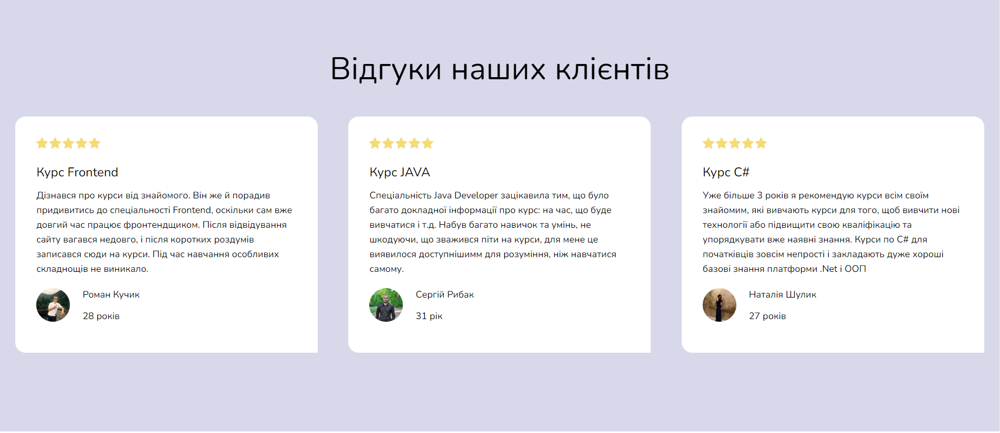 Відгуки наших клієнтів
Курс Frontend
Дізнався про курси від знайомого. Він же й порадив
придивитись до спеціальності Frontend, оскільки сам вже
довгий час працює фронтендщиком. Після відвідування
сайту вагався недовго, і після коротких роздумів
записався сюди на курси. Під час навчання особливих
складнощів не виникало.
Роман Кучик
28 років
Курс JAVA
Спеціальність Java Developer зацікавила тим, що було
багато докладної інформації про курс: на час, що буде
вивчатися і т.д. Набув багато навичок та умінь, не
шкодуючи, що зважився піти на курси, для мене це
виявилося доступнішимм для розуміння, ніж навчатися
самому.
Сергій Рибак
31 рік
Курс C#
Уже більше 3 років я рекомендую курси всім своїм
знайомим, які вивчають курси для того, щоб вивчити нові
технології або підвищити свою кваліфікацію та
упорядкувати вже наявні знання. Курси по C# для
початківців зовсім непрості і закладають дуже хороші
базові знання платформи .Net і ООП
Наталія Шулик
27 років